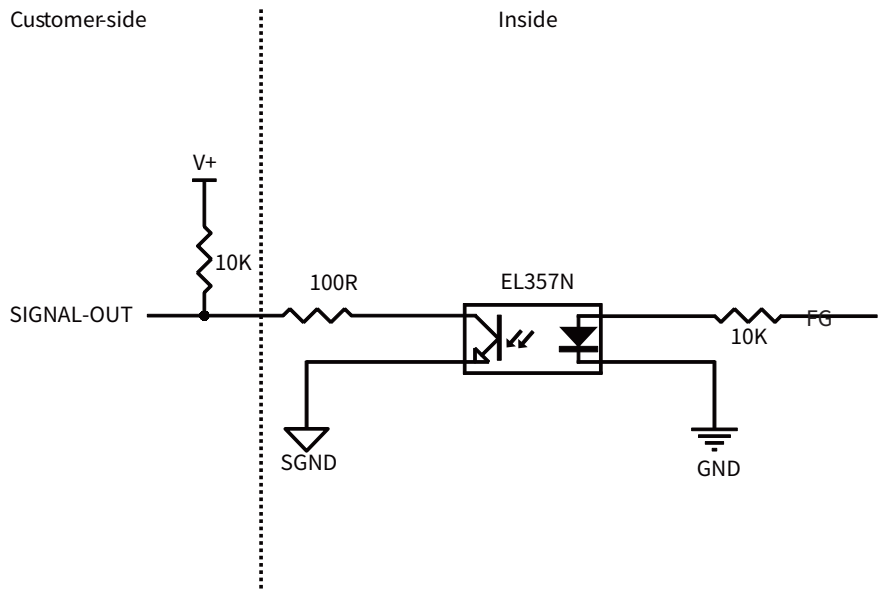 Customer-side
Inside
V+
10K
100R
EL357N
SIGNAL-OUT
FG
10K
SGND
GND